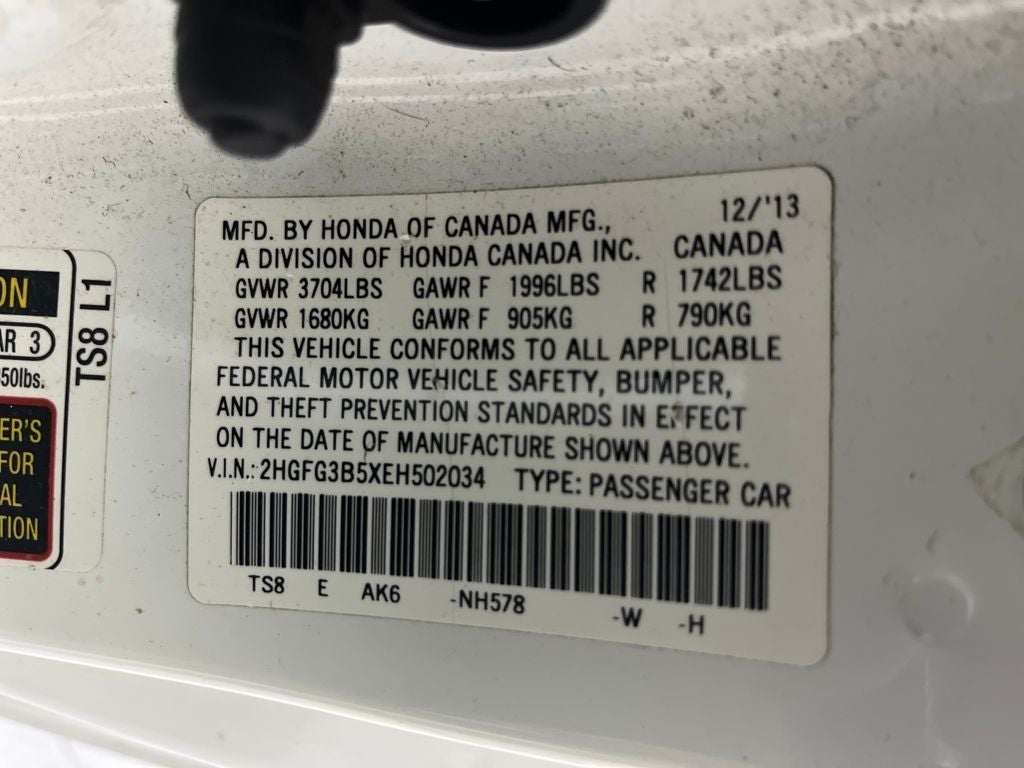 12/'13
MFD. BY HONDA OF CANADA MFG.,
A DIVISION OF HONDA CANADA INC. CANADA
GVWR 3704LBS GAWR F 1996LBS R 1742LBS
GVWR 1680KG GAWR F 905KG R 790KG
THIS VEHICLE CONFORMS TO ALL APPLICABLE
FEDERAL MOTOR VEHICLE SAFETY, BUMPER,
AND THEFT PREVENTION STANDARDS IN EFFECT
ON THE DATE OF MANUFACTURE SHOWN ABOVE.
V.I.N.: 2HGFG3B5XEH502034 TYPE: PASSENGER CAR
TS8 E AK6 -NH578 -W -H
ON
AR 3
50lbs.
ER'S
FOR
AL
TION
TS8 L1